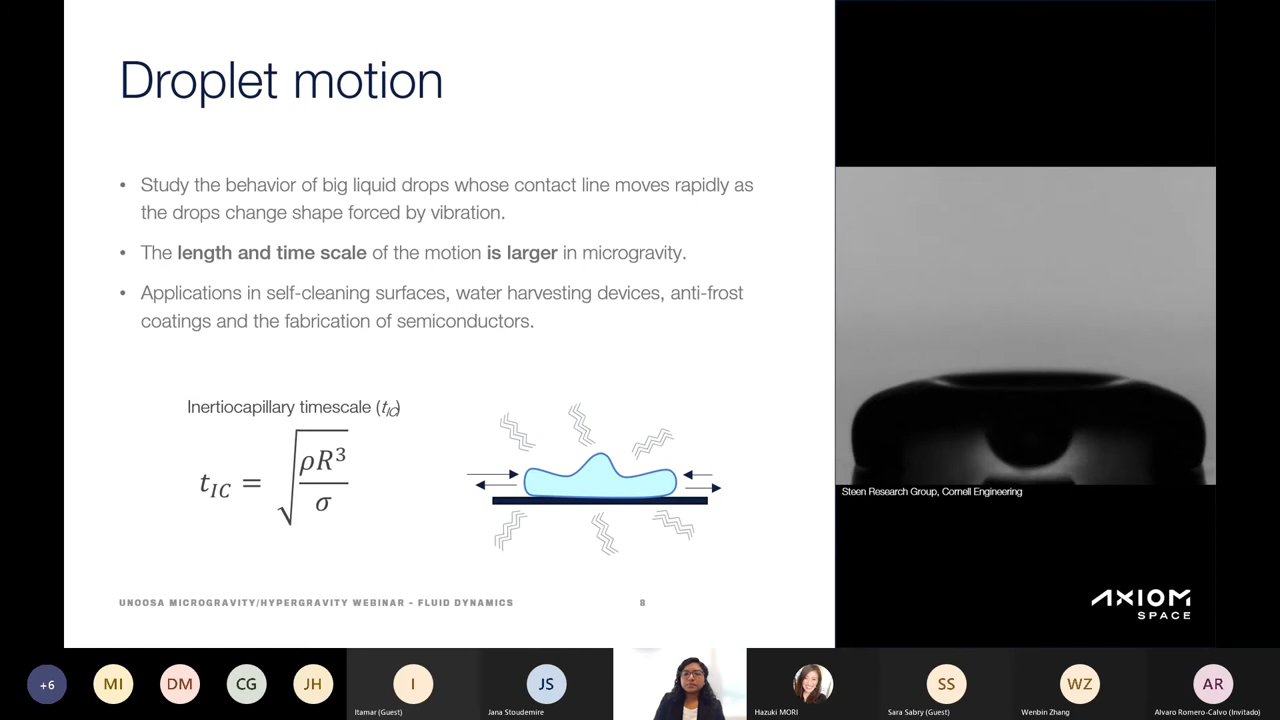 Droplet motion
• Study the behavior of big liquid drops whose contact line moves rapidly as
the drops change shape forced by vibration.
• The length and time scale of the motion is larger in microgravity.
• Applications in self-cleaning surfaces, water harvesting devices, anti-frost
coatings and the fabrication of semiconductors.
Inertiocapillary timescale (t_IC)
t_IC = √(ρR³/σ)
Steen Research Group, Cornell Engineering
UNOOSA MICROGRAVITY/HYPERGRAVITY WEBINAR - FLUID DYNAMICS
8
AXIOM
SPACE
+6
MI
DM
CG
JH
I
JS
SS
WZ
AR
Itamar (Guest)
Jana Stoudemire
Hazuki MORI
Sara Sabry (Guest)
Wenbin Zhang
Alvaro Romero-Calvo (Invitado)